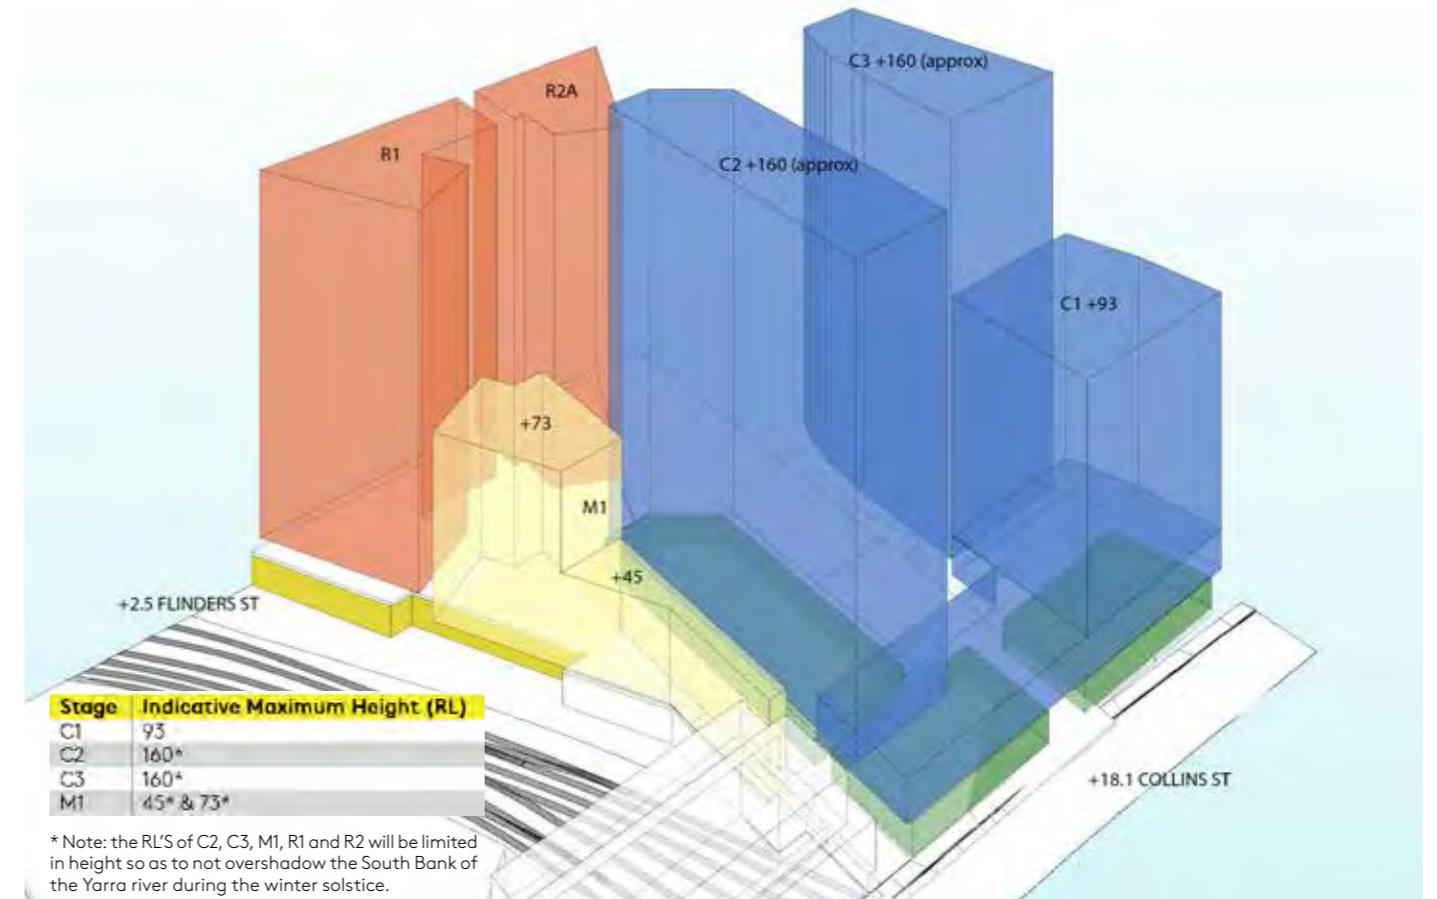 C3 +160 (approx)
R2A
R1
C2 +160 (approx)
C1 +93
+73
M1
+45
+2.5 FLINDERS ST
+18.1 COLLINS ST
Stage Indicative Maximum Height (RL)
C1 93
C2 160*
C3 160*
M1 45* & 73*
* Note: the RL'S of C2, C3, M1, R1 and R2 will be limited
in height so as to not overshadow the South Bank of
the Yarra river during the winter solstice.